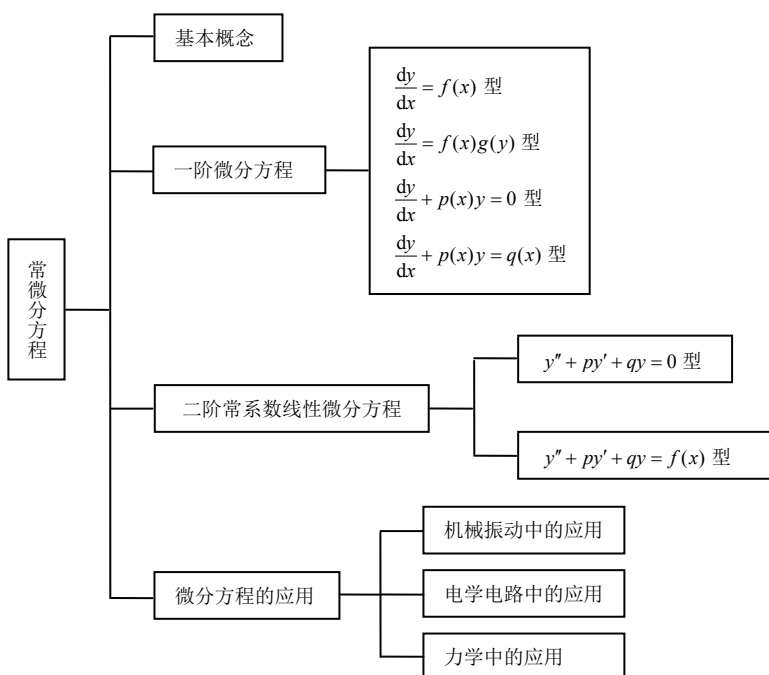 常微分方程
基本概念
一阶微分方程
dy/dx = f(x) 型
dy/dx = f(x)g(y) 型
dy/dx + p(x)y = 0 型
dy/dx + p(x)y = q(x) 型
二阶常系数线性微分方程
y″ + py′ + qy = 0 型
y″ + py′ + qy = f(x) 型
微分方程的应用
机械振动中的应用
电学电路中的应用
力学中的应用